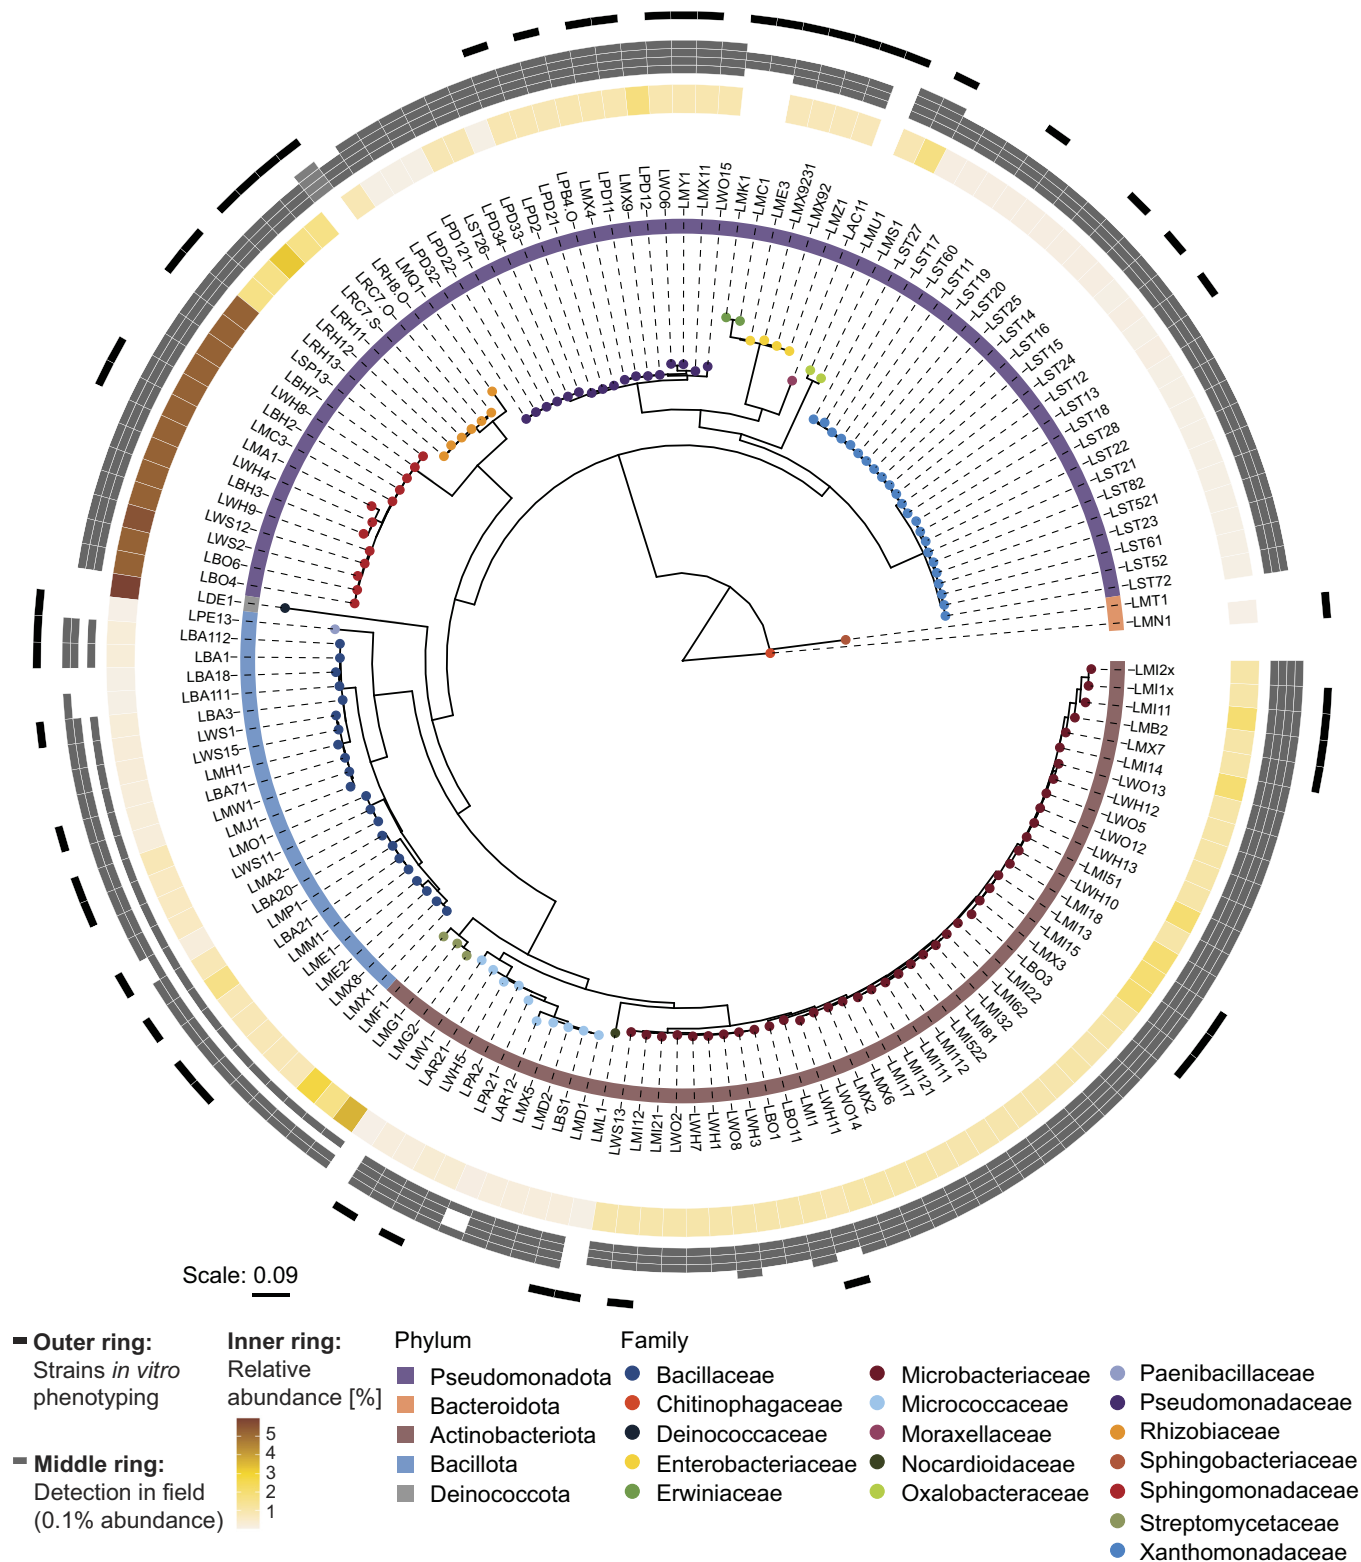 LPD121
LST26
LPD34
LPD33
LPD2
LPD21
LPB4.O
LMX4
LPD11
LMX9
LPD12
LWO6
LMY1
LMX11
LWO15
LMK1
LMC1
LME3
LMX9231
LMX92
LMZ1
LAC11
LMU1
LMS1
LST27
LST17
LST60
LST11
LST19
LST20
LST25
LST14
LST16
LST15
LST24
LST12
LST13
LST18
LST28
LST22
LST21
LST82
LST521
LST23
LST61
LST52
LST72
LMT1
LMN1
LMI2x
LMI1x
LMI11
LMB2
LMX7
LMI14
LWO13
LWH12
LWO5
LWO12
LWH13
LMI51
LWH10
LMI18
LMI13
LMI15
LMX3
LBO3
LMI22
LMI62
LMI32
LMI81
LMI522
LMI112
LMI111
LMI121
LMI17
LMX6
LMX2
LWO14
LWH11
LMI1
LBO11
LBO1
LWH3
LWO8
LWH1
LWH7
LWO2
LMI21
LMI12
LWS13
LML1
LMD1
LBS1
LMD2
LMX5
LAR12
LPA21
LPA2
LWH5
LAR21
LMV1
LMG2
LMG1
LMF1
LMX1
LMX8
LME2
LME1
LMM1
LBA21
LMP1
LBA20
LMA2
LWS11
LMO1
LMJ1
LMW1
LBA71
LMH1
LWS15
LWS1
LBA3
LBA111
LBA18
LBA1
LBA112
LPE13
LDE1
LBO4
LBO6
LWS2
LWS12
LWH9
LBH3
LWH4
LMA1
LMC3
LBH2
LWH8
LBH7
LSP13
LRH13
LRH12
LRH11
LRC7.S
LRC7.O
LRH8.O
LMQ1
LPD32
LPD22
Scale: 0.09
Outer ring:
Strains in vitro
phenotyping
Middle ring:
Detection in field
(0.1% abundance)
Inner ring:
Relative
abundance [%]
5
4
3
2
1
Phylum
Pseudomonadota
Bacteroidota
Actinobacteriota
Bacillota
Deinococcota
Family
Bacillaceae
Chitinophagaceae
Deinococcaceae
Enterobacteriaceae
Erwiniaceae
Microbacteriaceae
Micrococcaceae
Moraxellaceae
Nocardioidaceae
Oxalobacteraceae
Paenibacillaceae
Pseudomonadaceae
Rhizobiaceae
Sphingobacteriaceae
Sphingomonadaceae
Streptomycetaceae
Xanthomonadaceae